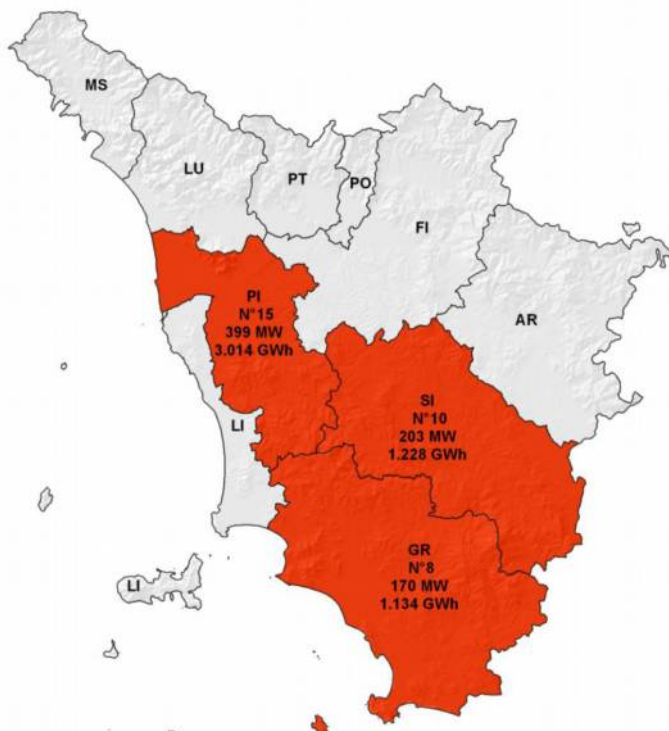 MS
LU
PT
PO
FI
PI
N°15
399 MW
3.014 GWh
AR
SI
N°10
203 MW
1.228 GWh
LI
GR
N°8
170 MW
1.134 GWh
LI